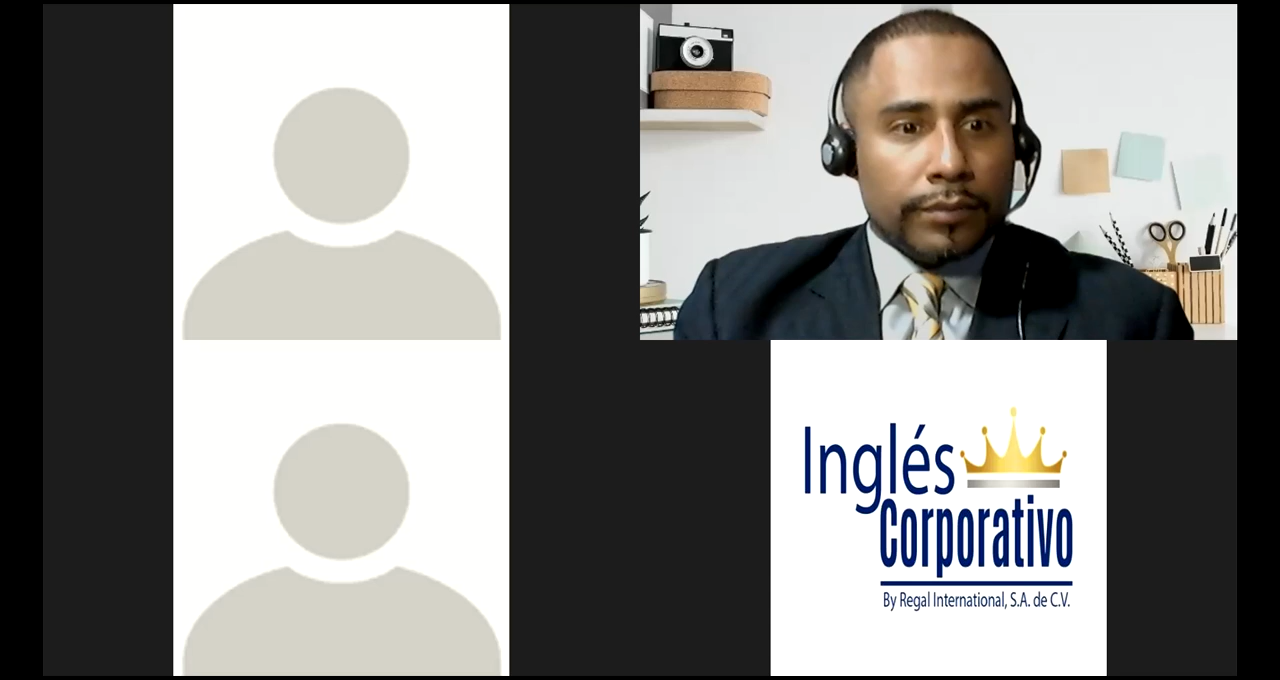 Inglés
Corporativo
By Regal International, S.A. de C.V.